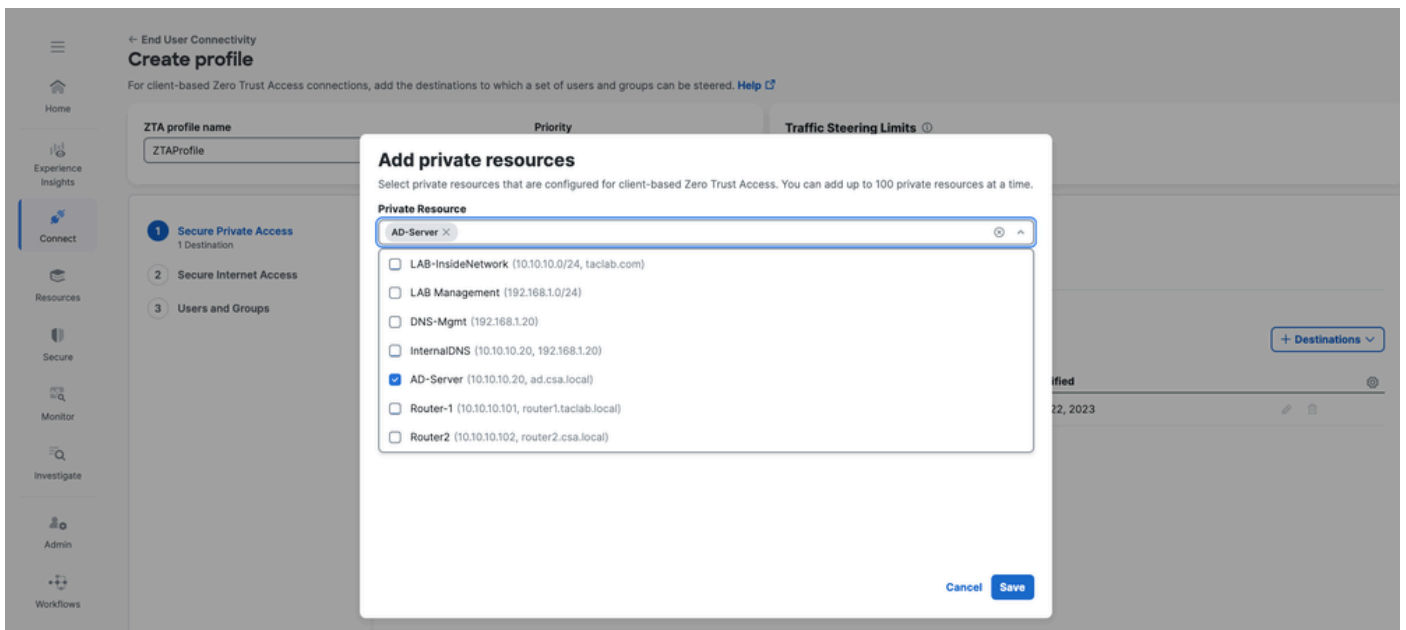 ← End User Connectivity
Create profile
For client-based Zero Trust Access connections, add the destinations to which a set of users and groups can be steered. Help
Home
Experience
Insights
Connect
Resources
Secure
Monitor
Investigate
Admin
Workflows
ZTA profile name
Priority
Traffic Steering Limits
ZTAProfile
1 Secure Private Access
1 Destination
2 Secure Internet Access
3 Users and Groups
Add private resources
Select private resources that are configured for client-based Zero Trust Access. You can add up to 100 private resources at a time.
Private Resource
AD-Server
LAB-InsideNetwork (10.10.10.0/24, taclab.com)
LAB Management (192.168.1.0/24)
DNS-Mgmt (192.168.1.20)
InternalDNS (10.10.10.20, 192.168.1.20)
AD-Server (10.10.10.20, ad.csa.local)
Router-1 (10.10.10.101, router1.taclab.local)
Router2 (10.10.10.102, router2.csa.local)
Cancel Save
+ Destinations
ified
22, 2023